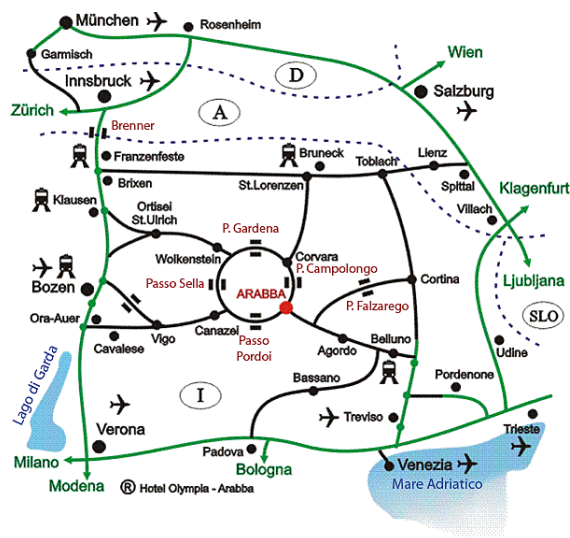 München
Rosenheim
Garmisch
D
Wien
Innsbruck
Salzburg
Zürich
A
Brenner
Franzenfeste
Bruneck
Toblach
Lienz
Brixen
St.Lorenzen
Spittal
Klagenfurt
Klausen
Ortisei
St.Ulrich
Villach
P. Gardena
Wolkenstein
Corvara
P. Campolongo
Passo Sella
ARABBA
Cortina
Ljubljana
Bozen
P. Falzarego
SLO
Ora-Auer
Vigo
Canazei
Passo
Pordoi
Cavalese
Agordo
Belluno
Udine
Lago di Garda
I
Bassano
Pordenone
Verona
Treviso
Trieste
Padova
Milano
Bologna
Venezia
Modena
® Hotel Olympia - Arabba
Mare Adriatico